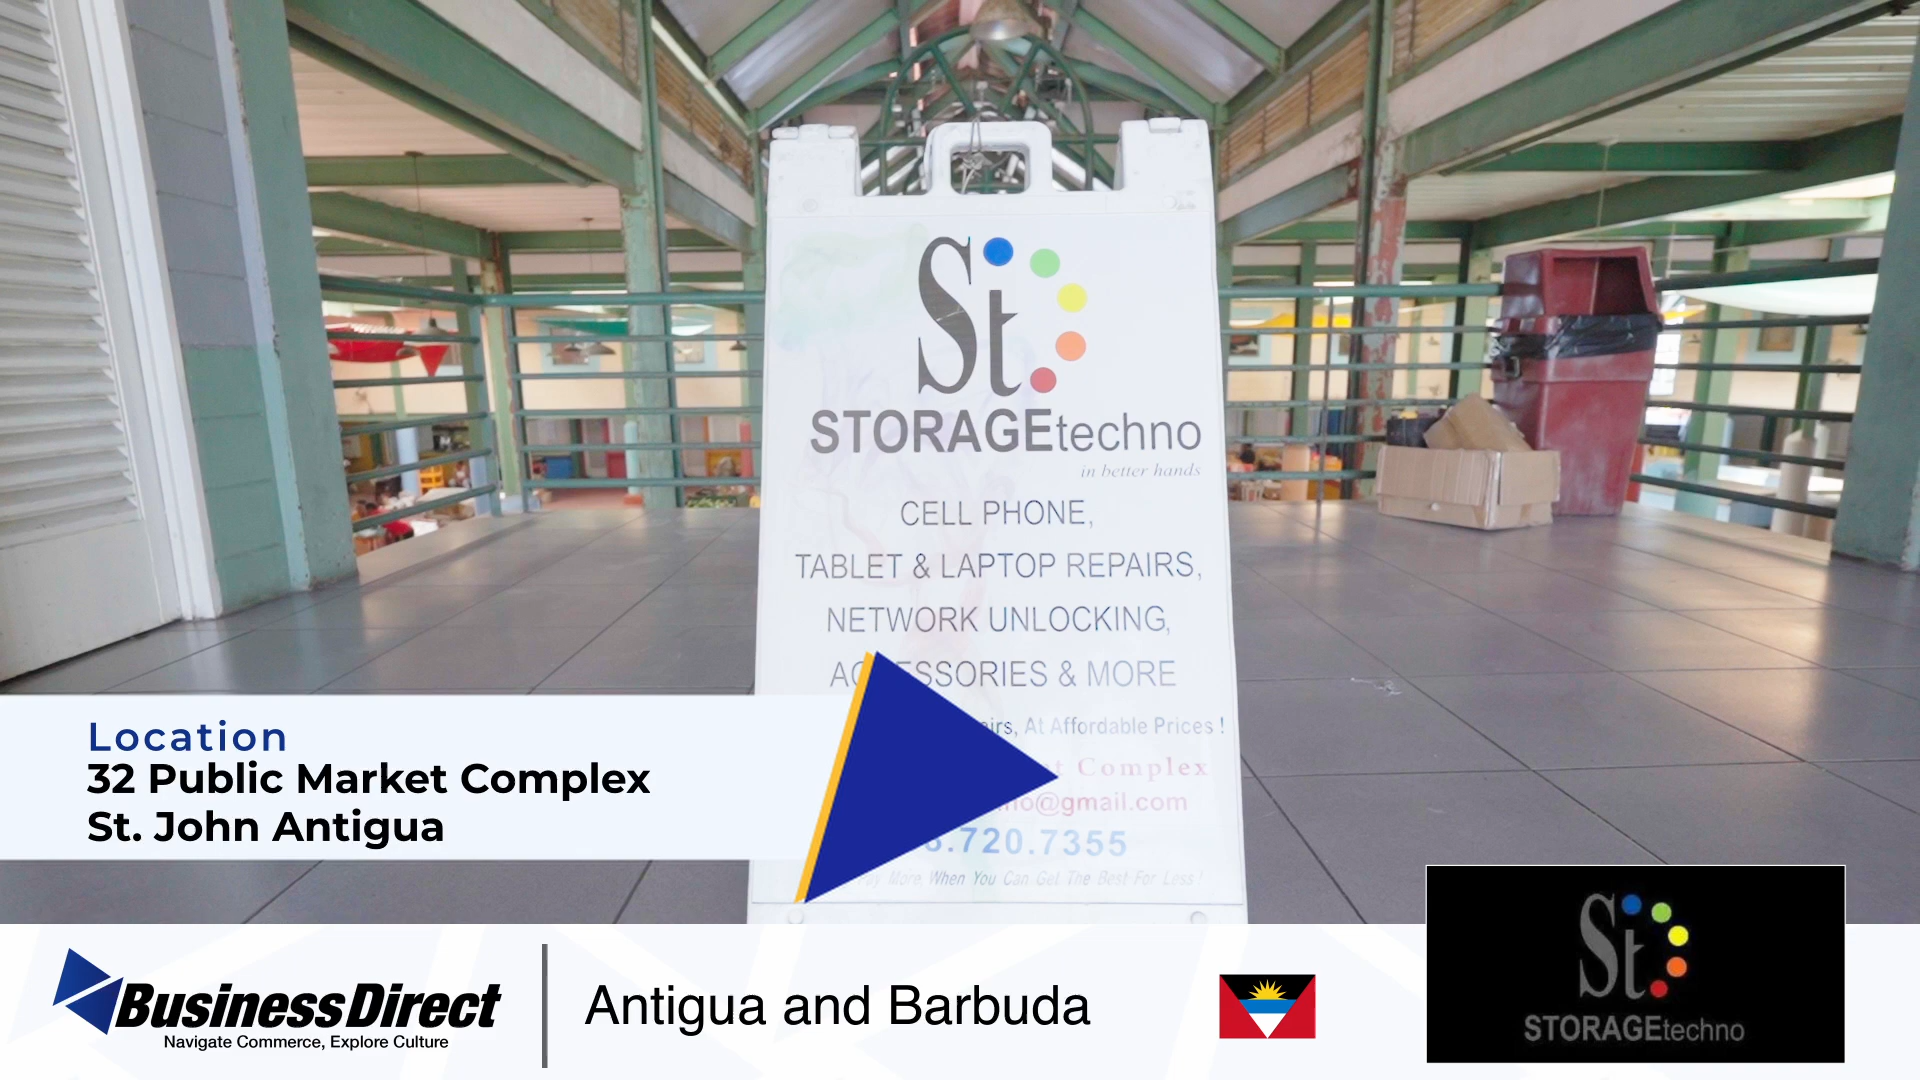 St
STORAGEtechno
in better hands
CELL PHONE,
TABLET & LAPTOP REPAIRS,
NETWORK UNLOCKING,
ACCESSORIES & MORE
At Affordable Prices !
Complex
@gmail.com
.720.7355
More When You Can Get The Best For Less !
Location
32 Public Market Complex
St. John Antigua
BusinessDirect
Navigate Commerce, Explore Culture
Antigua and Barbuda
St
STORAGEtechno